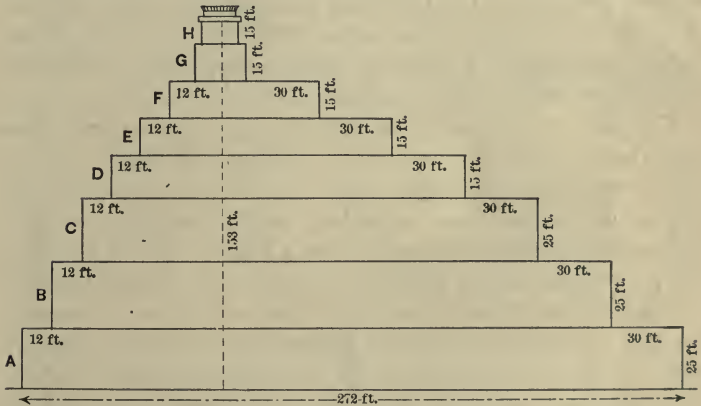 H 15 ft.
G 15 ft.
F 12 ft. 30 ft. 15 ft.
E 12 ft. 30 ft. 15 ft.
D 12 ft. 30 ft. 15 ft.
C 12 ft. 153 ft. 30 ft. 25 ft.
B 12 ft. 30 ft. 25 ft.
A 12 ft. 30 ft. 25 ft.
272 ft.